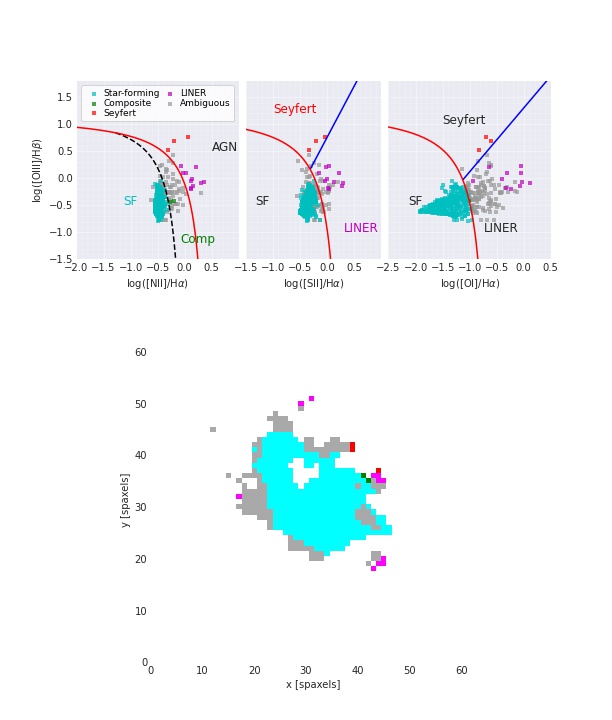 Star-forming
Composite
Seyfert
LINER
Ambiguous
1.5
1.0
0.5
0.0
−0.5
−1.0
−1.5
log([OIII]/Hβ)
AGN
SF
Comp
−2.0 −1.5 −1.0 −0.5 0.0 0.5
log([NII]/Hα)
Seyfert
SF
LINER
−1.5 −1.0 −0.5 0.0 0.5
log([SII]/Hα)
Seyfert
SF
LINER
−2.5 −2.0 −1.5 −1.0 −0.5 0.0 0.5
log([OI]/Hα)
60
50
40
30
20
10
0
y [spaxels]
0 10 20 30 40 50 60
x [spaxels]